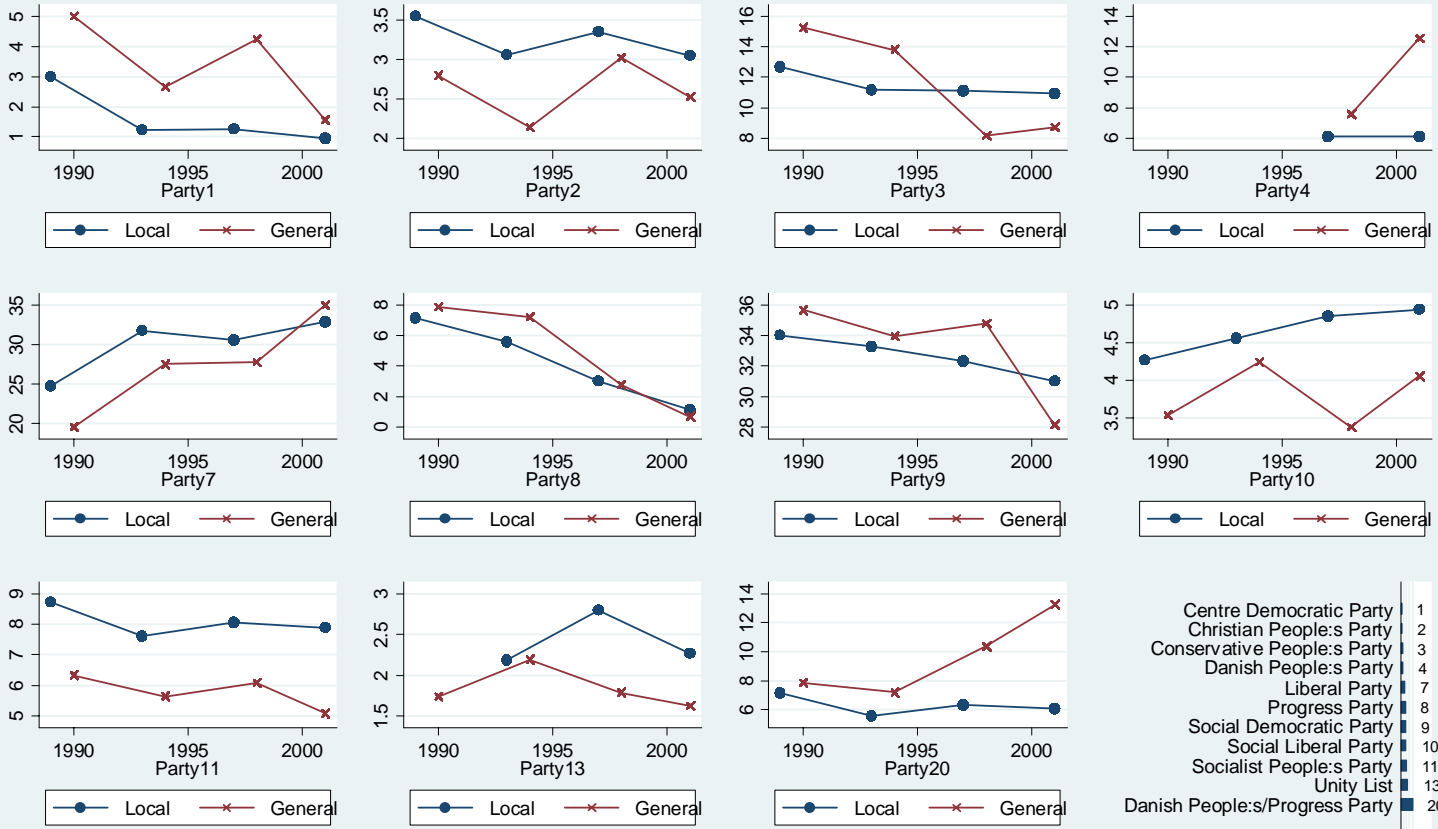 5
4
3
2
1
1990 1995 2000
Party1
Local General
3.5
3
2.5
2
1990 1995 2000
Party2
Local General
16
14
12
10
8
1990 1995 2000
Party3
Local General
14
12
10
8
6
1990 1995 2000
Party4
Local General
35
30
25
20
1990 1995 2000
Party7
Local General
8
6
4
2
0
1990 1995 2000
Party8
Local General
36
34
32
30
28
1990 1995 2000
Party9
Local General
5
4.5
4
3.5
1990 1995 2000
Party10
Local General
9
8
7
6
5
1990 1995 2000
Party11
Local General
3
2.5
2
1.5
1990 1995 2000
Party13
Local General
14
12
10
8
6
1990 1995 2000
Party20
Local General
Centre Democratic Party 1
Christian People:s Party 2
Conservative People:s Party 3
Danish People:s Party 4
Liberal Party 7
Progress Party 8
Social Democratic Party 9
Social Liberal Party 10
Socialist People:s Party 11
Unity List 13
Danish People:s/Progress Party 20